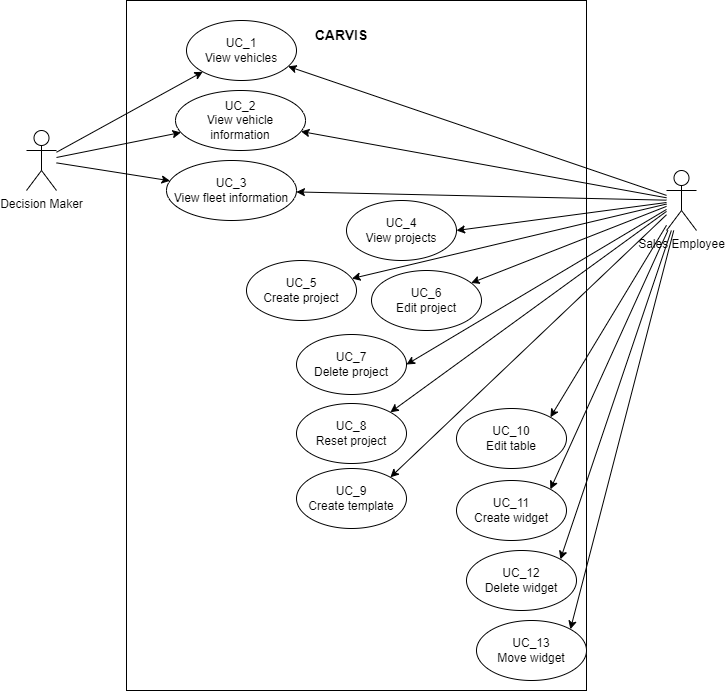 CARVIS
UC_1
View vehicles
UC_2
View vehicle
information
UC_3
View fleet information
Decision Maker
UC_4
View projects
Sales Employee
UC_5
Create project
UC_6
Edit project
UC_7
Delete project
UC_8
Reset project
UC_10
Edit table
UC_9
Create template
UC_11
Create widget
UC_12
Delete widget
UC_13
Move widget